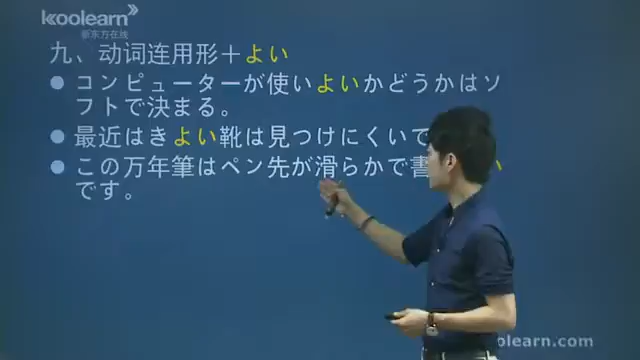 koolearn
新东方在线
九、动词连用形＋よい
● コンピューターが使いよいかどうかはソ
フトで決まる。
● 最近はきよい靴は見つけにくいで
● この万年筆はペン先が滑らかで書 い
です。
olearn.com